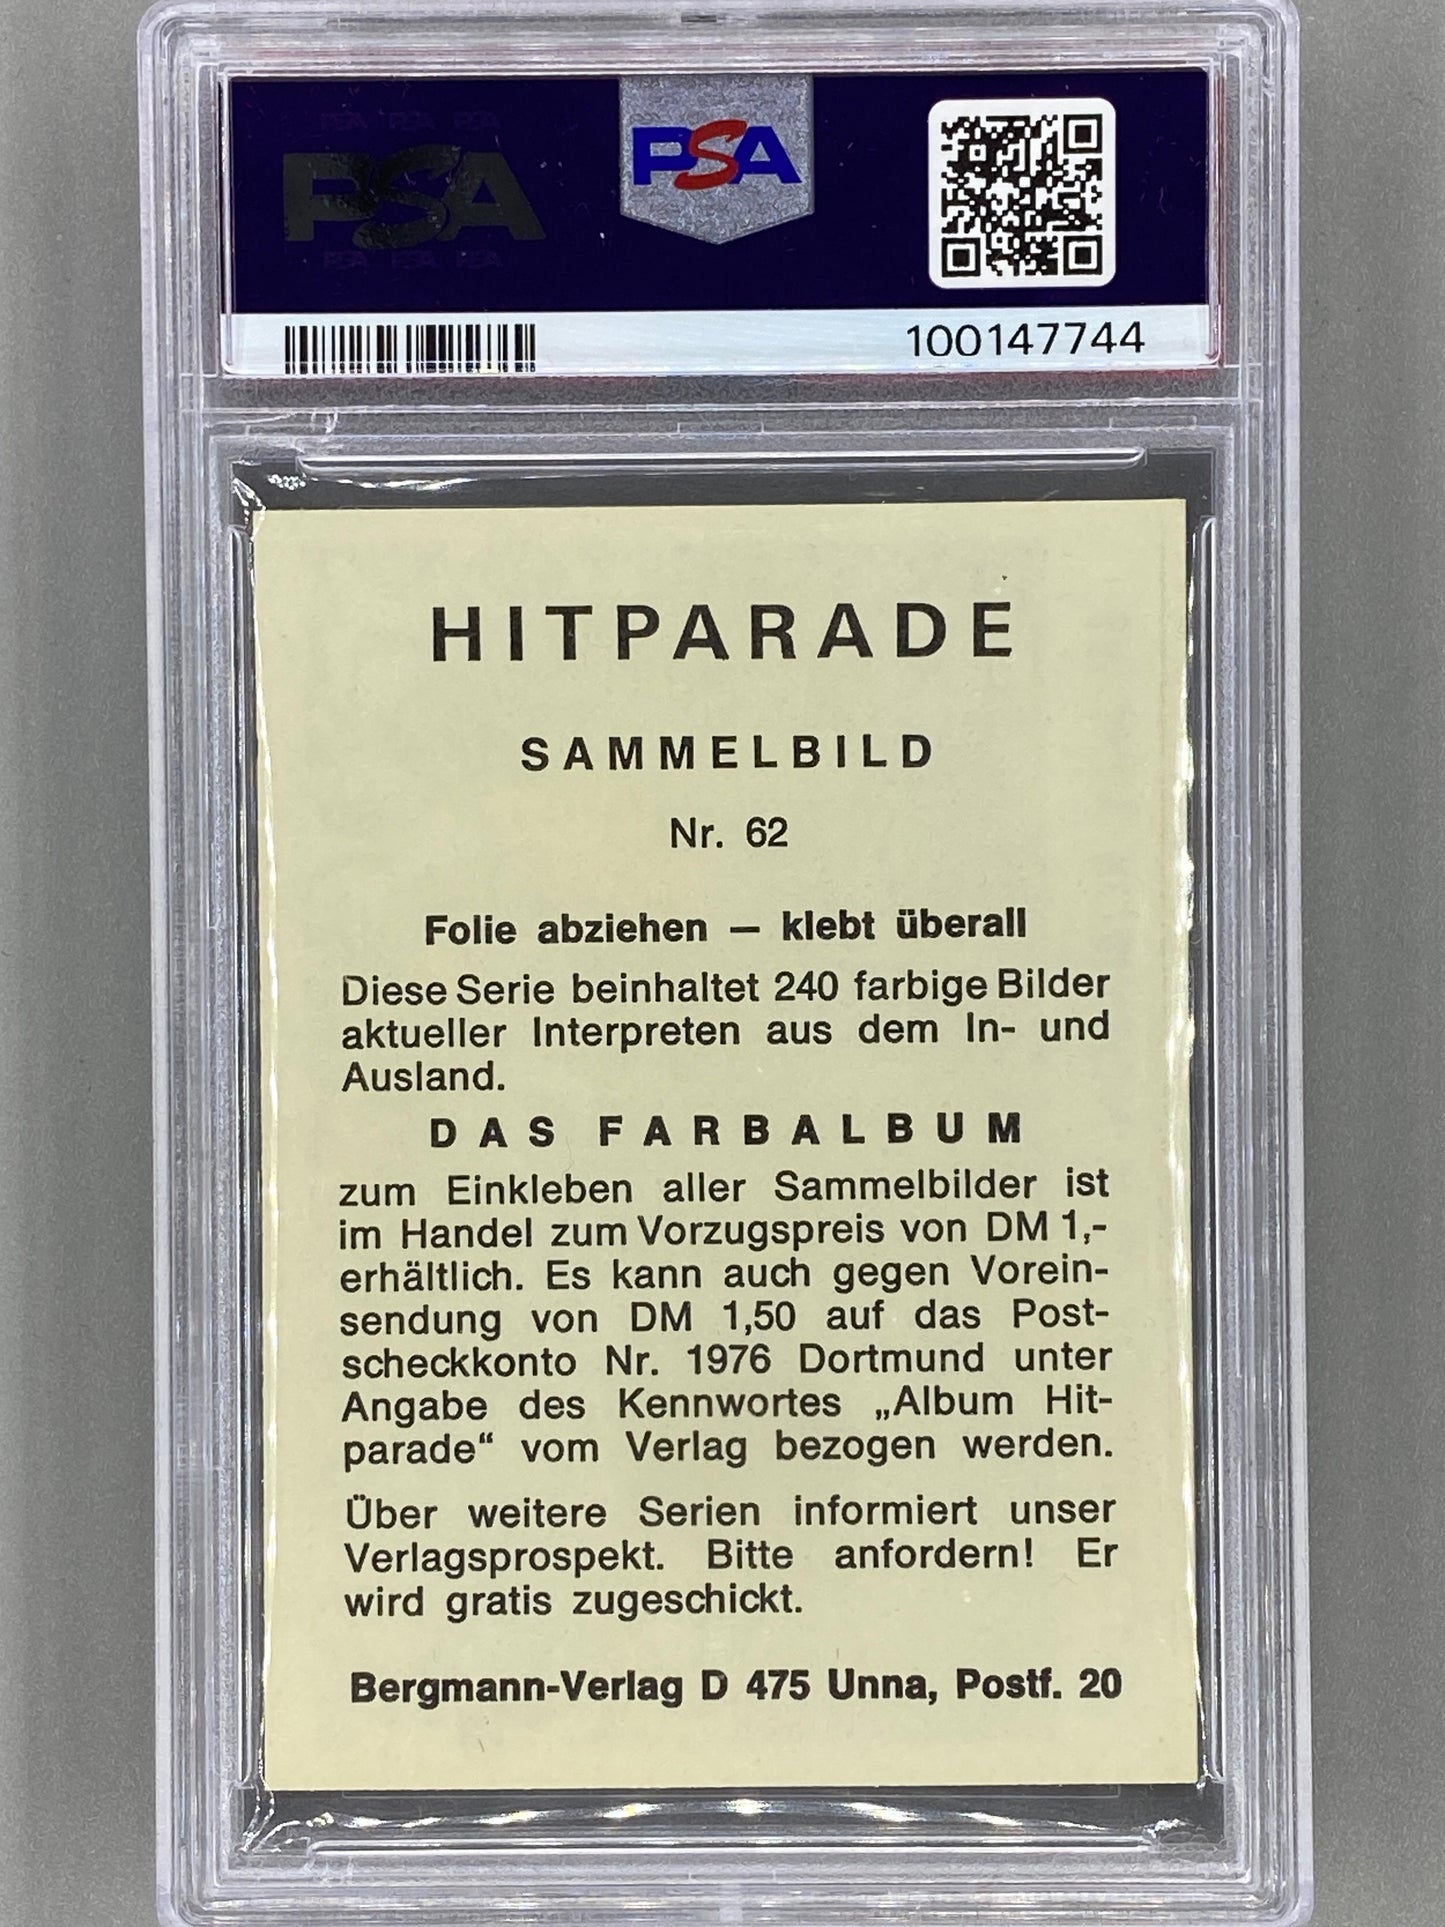 PSA
PSA
100147744
HITPARADE
SAMMELBILD
Nr. 62
Folie abziehen — klebt überall
Diese Serie beinhaltet 240 farbige Bilder
aktueller Interpreten aus dem In- und
Ausland.
DAS FARBALBUM
zum Einkleben aller Sammelbilder ist
im Handel zum Vorzugspreis von DM 1,-
erhältlich. Es kann auch gegen Vorein-
sendung von DM 1,50 auf das Post-
scheckkonto Nr. 1976 Dortmund unter
Angabe des Kennwortes „Album Hit-
parade“ vom Verlag bezogen werden.
Über weitere Serien informiert unser
Verlagsprospekt. Bitte anfordern! Er
wird gratis zugeschickt.
Bergmann-Verlag D 475 Unna, Postf. 20